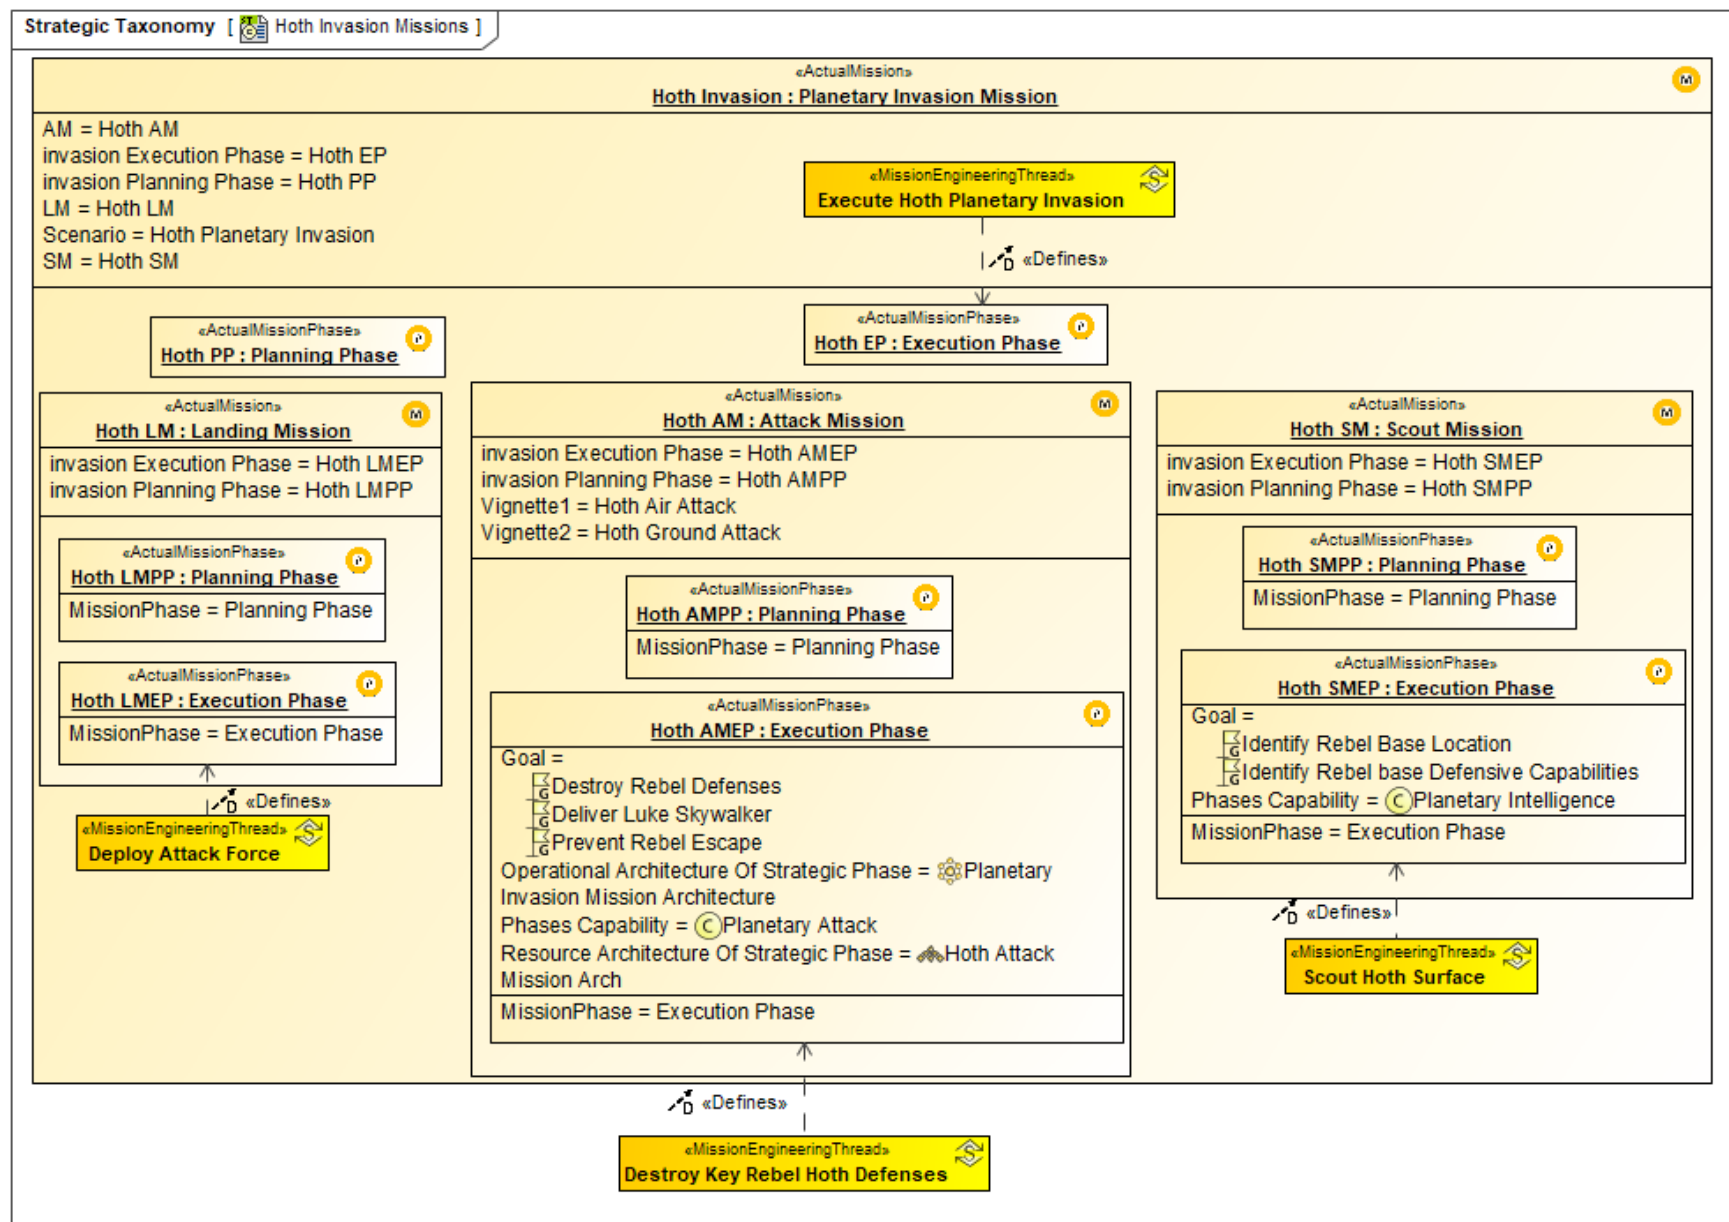 Strategic Taxonomy [ Hoth Invasion Missions ]
«ActualMission»
Hoth Invasion : Planetary Invasion Mission
M
AM = Hoth AM
invasion Execution Phase = Hoth EP
invasion Planning Phase = Hoth PP
LM = Hoth LM
Scenario = Hoth Planetary Invasion
SM = Hoth SM
«MissionEngineeringThread»
Execute Hoth Planetary Invasion
D «Defines»
«ActualMissionPhase»
Hoth PP : Planning Phase
P
«ActualMissionPhase»
Hoth EP : Execution Phase
P
«ActualMission»
Hoth LM : Landing Mission
M
invasion Execution Phase = Hoth LMEP
invasion Planning Phase = Hoth LMPP
«ActualMissionPhase»
Hoth LMPP : Planning Phase
P
MissionPhase = Planning Phase
«ActualMissionPhase»
Hoth LMEP : Execution Phase
P
MissionPhase = Execution Phase
D «Defines»
«MissionEngineeringThread»
Deploy Attack Force
«ActualMission»
Hoth AM : Attack Mission
M
invasion Execution Phase = Hoth AMEP
invasion Planning Phase = Hoth AMPP
Vignette1 = Hoth Air Attack
Vignette2 = Hoth Ground Attack
«ActualMissionPhase»
Hoth AMPP : Planning Phase
P
MissionPhase = Planning Phase
«ActualMissionPhase»
Hoth AMEP : Execution Phase
P
Goal =
G Destroy Rebel Defenses
G Deliver Luke Skywalker
G Prevent Rebel Escape
Operational Architecture Of Strategic Phase = Planetary
Invasion Mission Architecture
Phases Capability = C Planetary Attack
Resource Architecture Of Strategic Phase = Hoth Attack
Mission Arch
MissionPhase = Execution Phase
D «Defines»
«MissionEngineeringThread»
Destroy Key Rebel Hoth Defenses
«ActualMission»
Hoth SM : Scout Mission
M
invasion Execution Phase = Hoth SMEP
invasion Planning Phase = Hoth SMPP
«ActualMissionPhase»
Hoth SMPP : Planning Phase
P
MissionPhase = Planning Phase
«ActualMissionPhase»
Hoth SMEP : Execution Phase
P
Goal =
G Identify Rebel Base Location
G Identify Rebel base Defensive Capabilities
Phases Capability = C Planetary Intelligence
MissionPhase = Execution Phase
D «Defines»
«MissionEngineeringThread»
Scout Hoth Surface